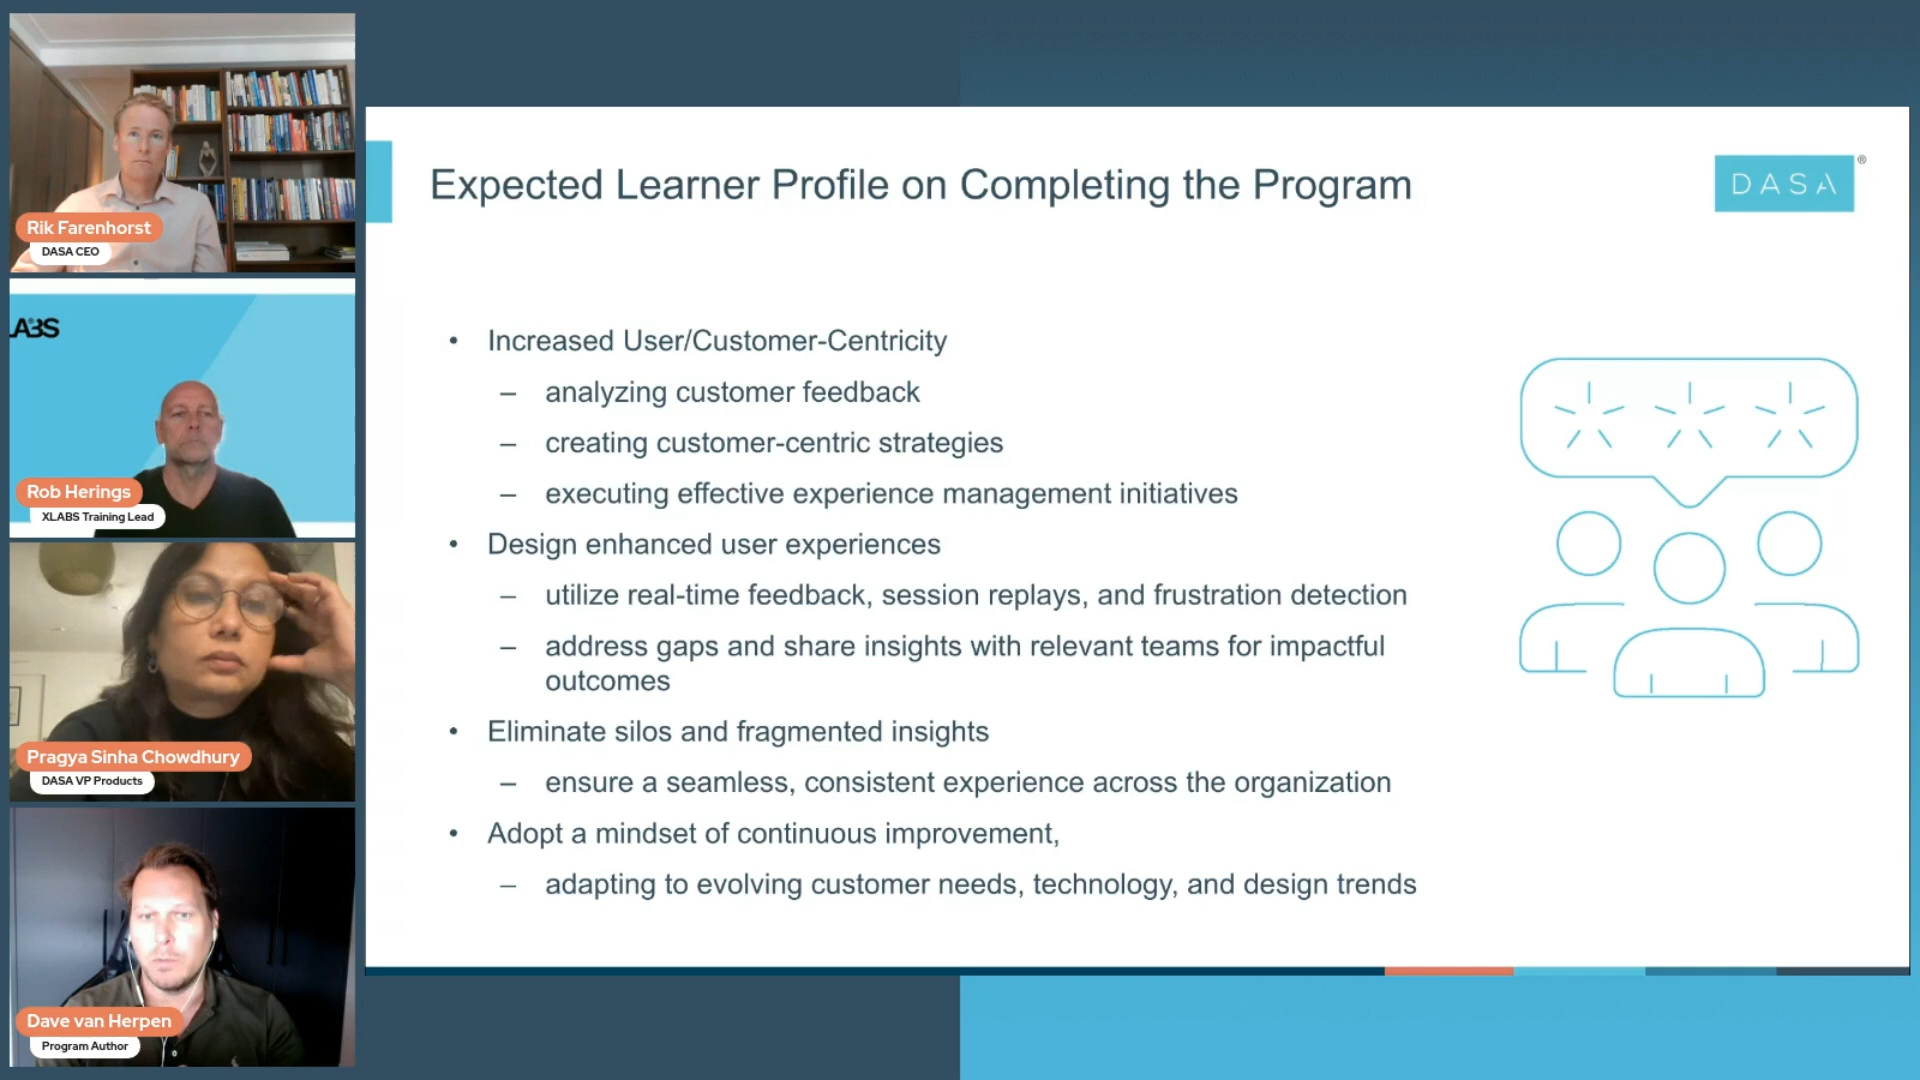 Rik Farenhorst
DASA CEO
LABS
Rob Herings
XLABS Training Lead
Pragya Sinha Chowdhury
DASA VP Products
Dave van Herpen
Program Author
Expected Learner Profile on Completing the Program
DASA®
• Increased User/Customer-Centricity
– analyzing customer feedback
– creating customer-centric strategies
– executing effective experience management initiatives
• Design enhanced user experiences
– utilize real-time feedback, session replays, and frustration detection
– address gaps and share insights with relevant teams for impactful
outcomes
• Eliminate silos and fragmented insights
– ensure a seamless, consistent experience across the organization
• Adopt a mindset of continuous improvement,
– adapting to evolving customer needs, technology, and design trends